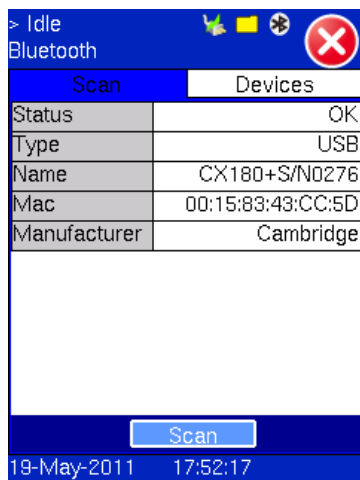 > Idle
Bluetooth
Scan Devices
Status OK
Type USB
Name CX180+S/N0276
Mac 00:15:83:43:CC:5D
Manufacturer Cambridge
Scan
19-May-2011 17:52:17